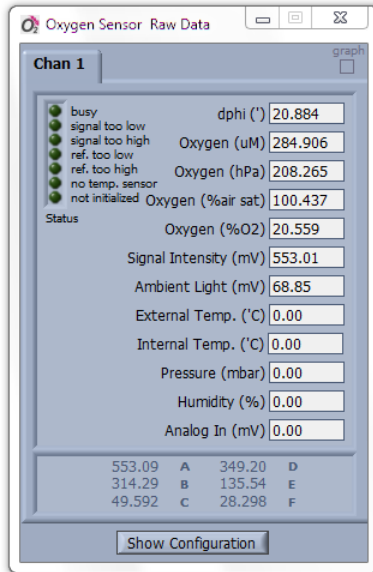 O₂ Oxygen Sensor Raw Data
graph
Chan 1
busy
signal too low
signal too high
ref. too low
ref. too high
no temp. sensor
not initialized
Status
dphi (') 20.884
Oxygen (uM) 284.906
Oxygen (hPa) 208.265
Oxygen (%air sat) 100.437
Oxygen (%O2) 20.559
Signal Intensity (mV) 553.01
Ambient Light (mV) 68.85
External Temp. ('C) 0.00
Internal Temp. ('C) 0.00
Pressure (mbar) 0.00
Humidity (%) 0.00
Analog In (mV) 0.00
553.09 A 349.20 D
314.29 B 135.54 E
49.592 C 28.298 F
Show Configuration